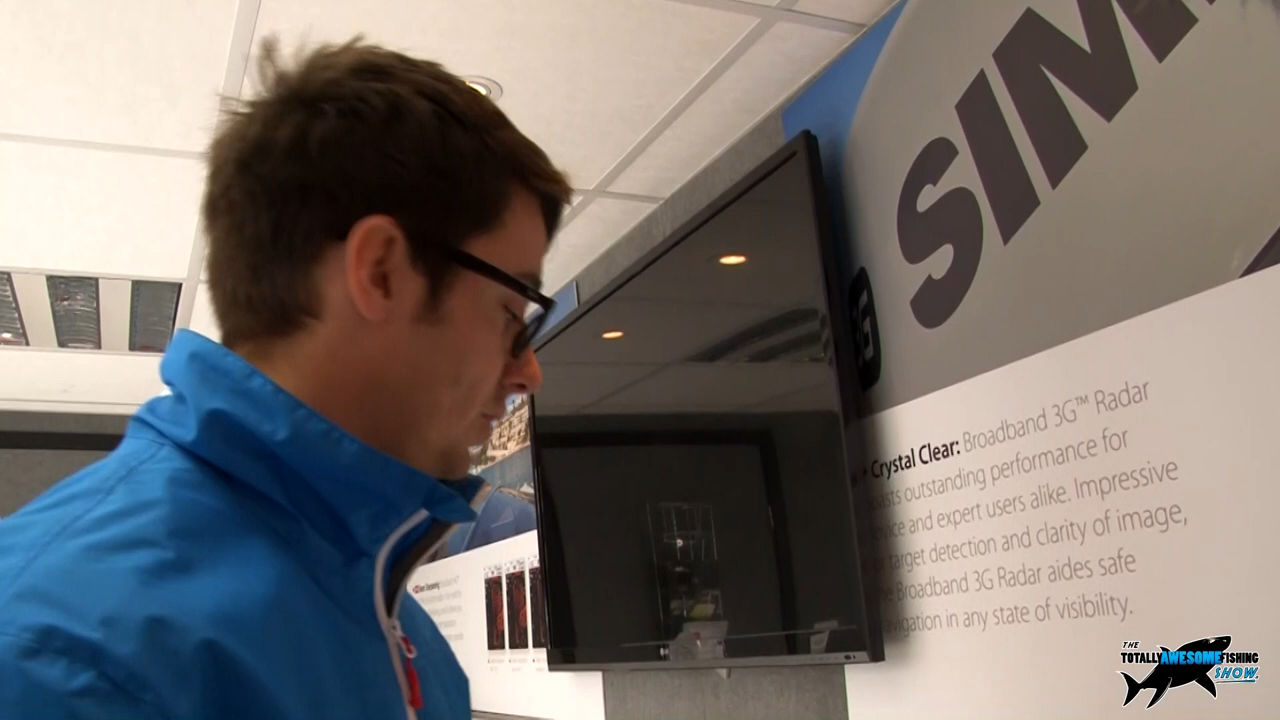 SIM
Crystal Clear: Broadband 3G™ Radar
outstanding performance for
and expert users alike. Impressive
target detection and clarity of image,
Broadband 3G Radar aides safe
in any state of visibility.
THE
TOTALLY AWESOME FISHING
SHOW.